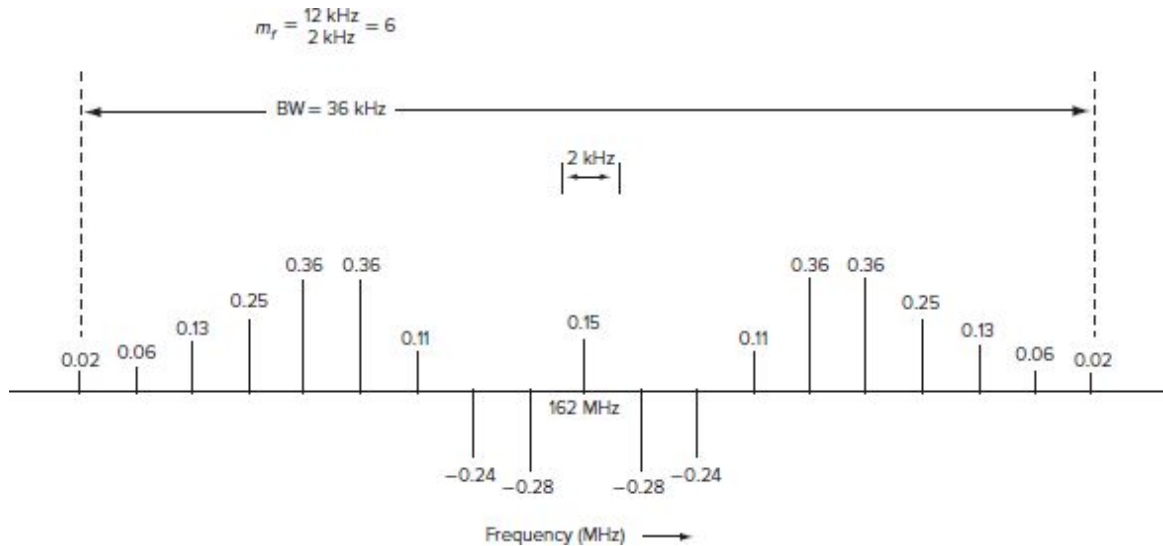 m_f = 12 kHz / 2 kHz = 6
BW = 36 kHz
2 kHz
0.36 0.36 0.36 0.36
0.25 0.25
0.13 0.15 0.13
0.11 0.11
0.02 0.06 0.06 0.02
162 MHz
−0.24 −0.24
−0.28 −0.28
Frequency (MHz)